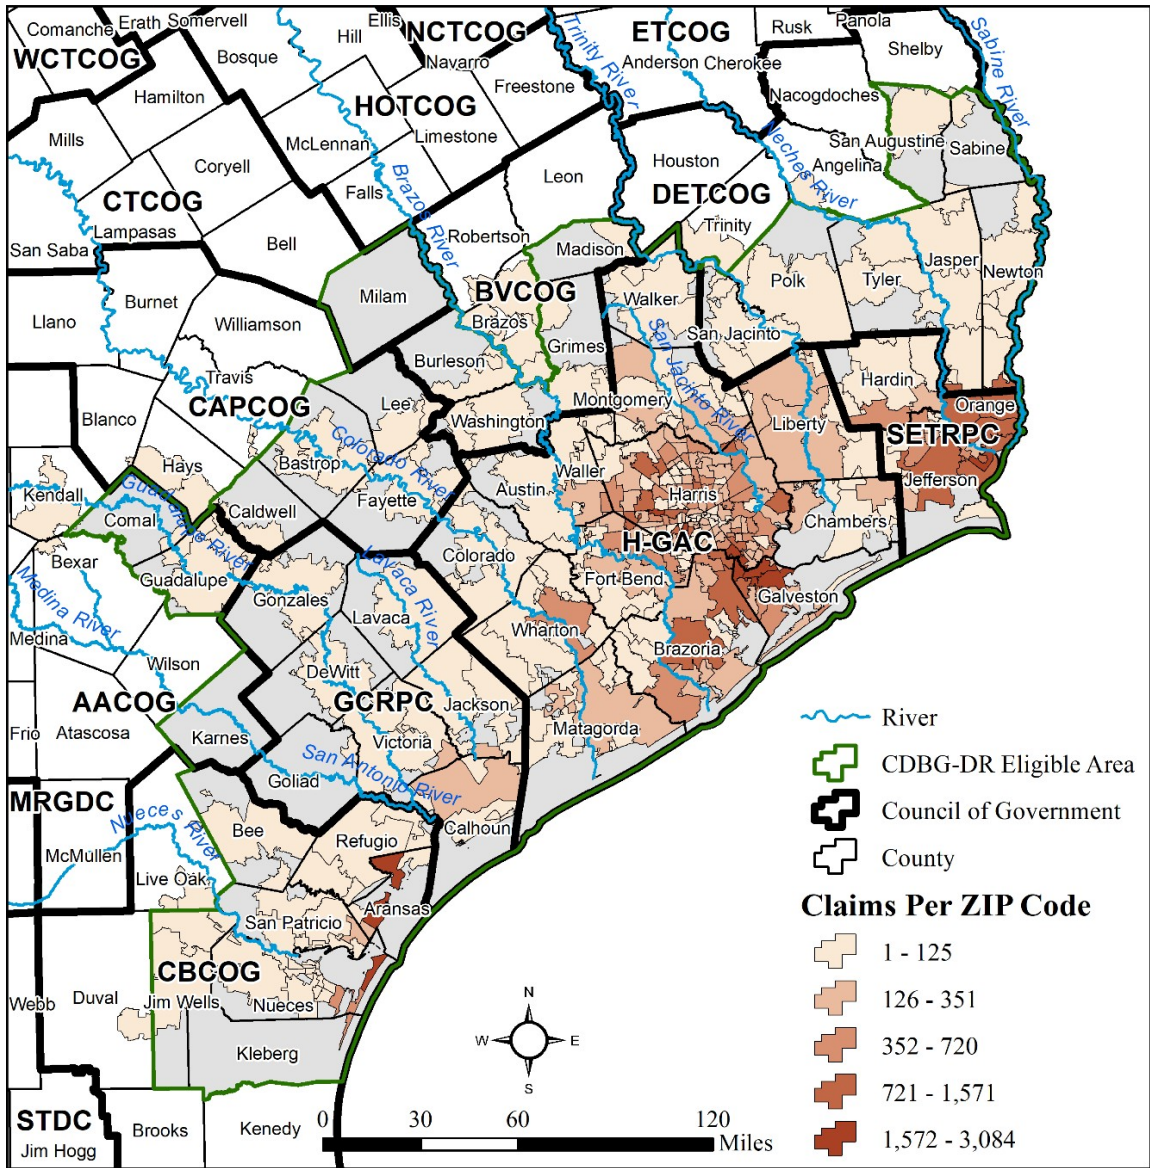 Comanche
Erath
Somervell
Ellis
Hill
NCTCOG
Navarro
ETCOG
Anderson
Cherokee
Rusk
Panola
Shelby
Sabine River
Trinity River
WCTCOG
Bosque
Hamilton
HOTCOG
Freestone
Limestone
McLennan
Nacogdoches
San Augustine
Sabine
Angelina
Neches River
Mills
Coryell
Falls
Brazos River
Leon
Houston
DETCOG
Trinity
CTCOG
Lampasas
San Saba
Bell
Robertson
Madison
Milam
BVCOG
Brazos
Walker
Polk
Tyler
Jasper
Newton
Burnet
Llano
Williamson
Travis
Burleson
Grimes
San Jacinto
San Jacinto River
Hardin
Orange
SETRPC
Jefferson
Blanco
CAPCOG
Lee
Washington
Montgomery
Liberty
Colorado River
Hays
Bastrop
Fayette
Austin
Waller
Harris
H-GAC
Chambers
Kendall
Guadalupe River
Comal
Caldwell
Bexar
Guadalupe
Lavaca River
Colorado
Fort Bend
Galveston
Medina River
Medina
Gonzales
Lavaca
Wharton
Brazoria
Wilson
DeWitt
AACOG
GCRPC
Jackson
Matagorda
Frio
Atascosa
Karnes
Victoria
Goliad
San Antonio River
MRGDC
Nueces River
McMullen
Bee
Refugio
Calhoun
Live Oak
Aransas
San Patricio
CBCOG
Webb
Duval
Jim Wells
Nueces
Kleberg
STDC
Jim Hogg
Brooks
Kenedy
River
CDBG-DR Eligible Area
Council of Government
County
Claims Per ZIP Code
1 - 125
126 - 351
352 - 720
721 - 1,571
1,572 - 3,084
N
W
E
S
0
30
60
120
Miles